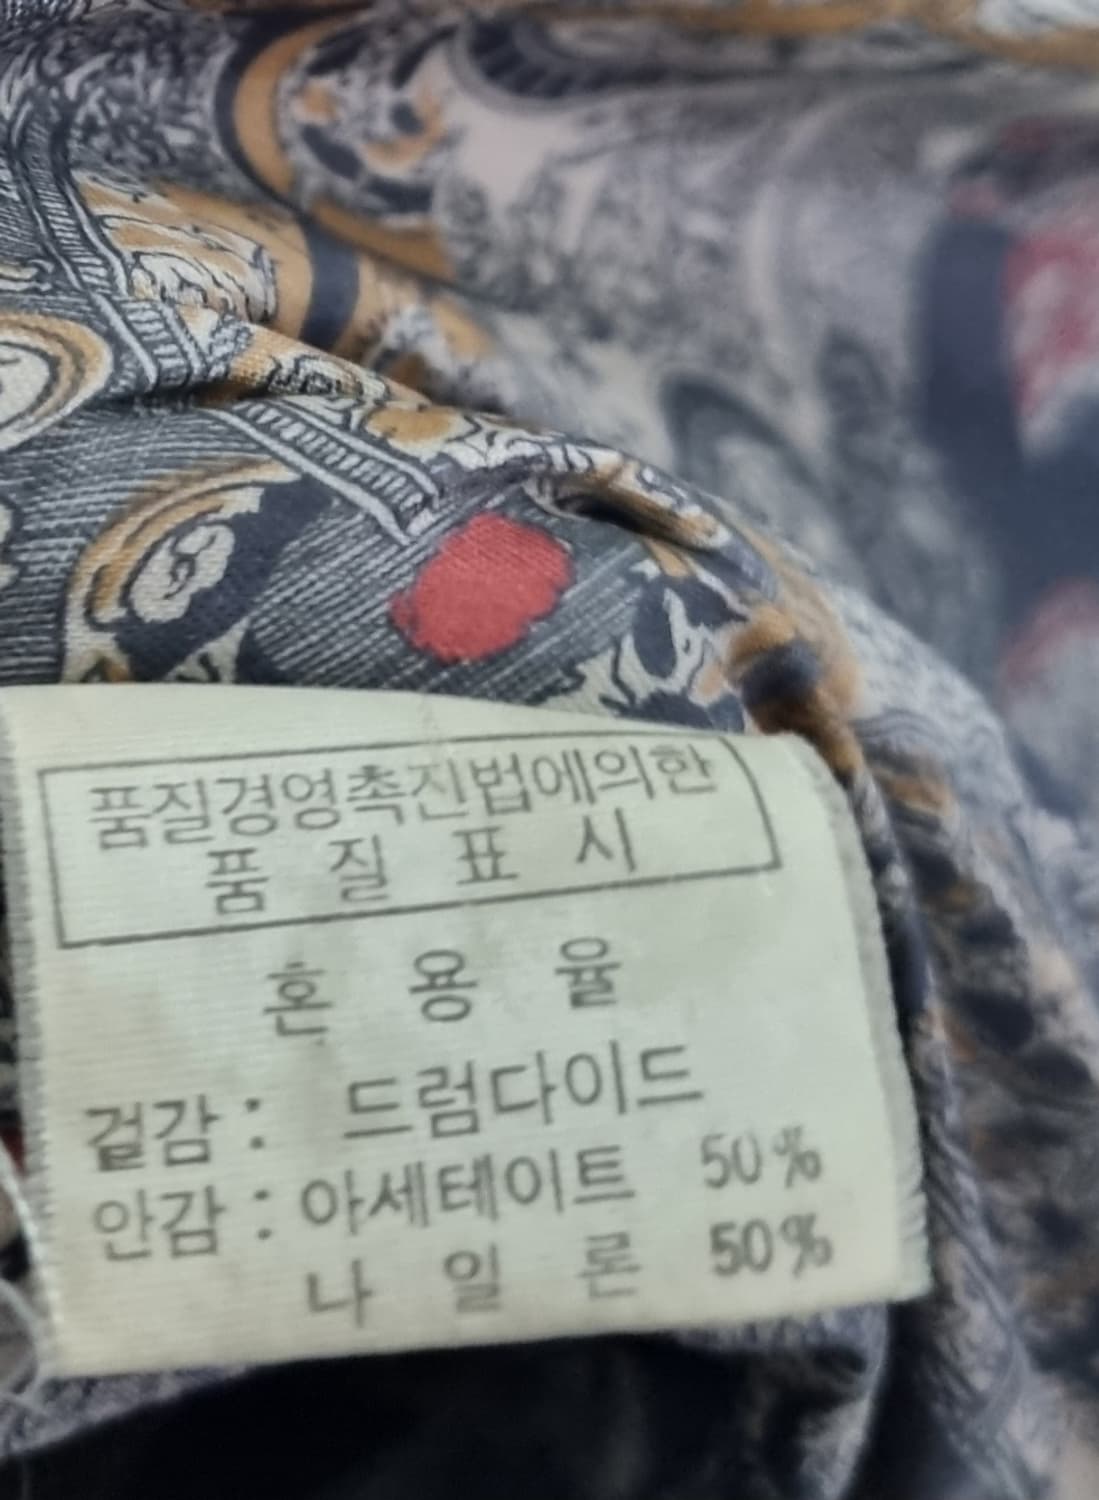 품질경영촉진법에의한
품 질 표 시
혼 용 율
걸감 : 드럼다이드
안감 : 아세테이트 50%
나 일 론 50%